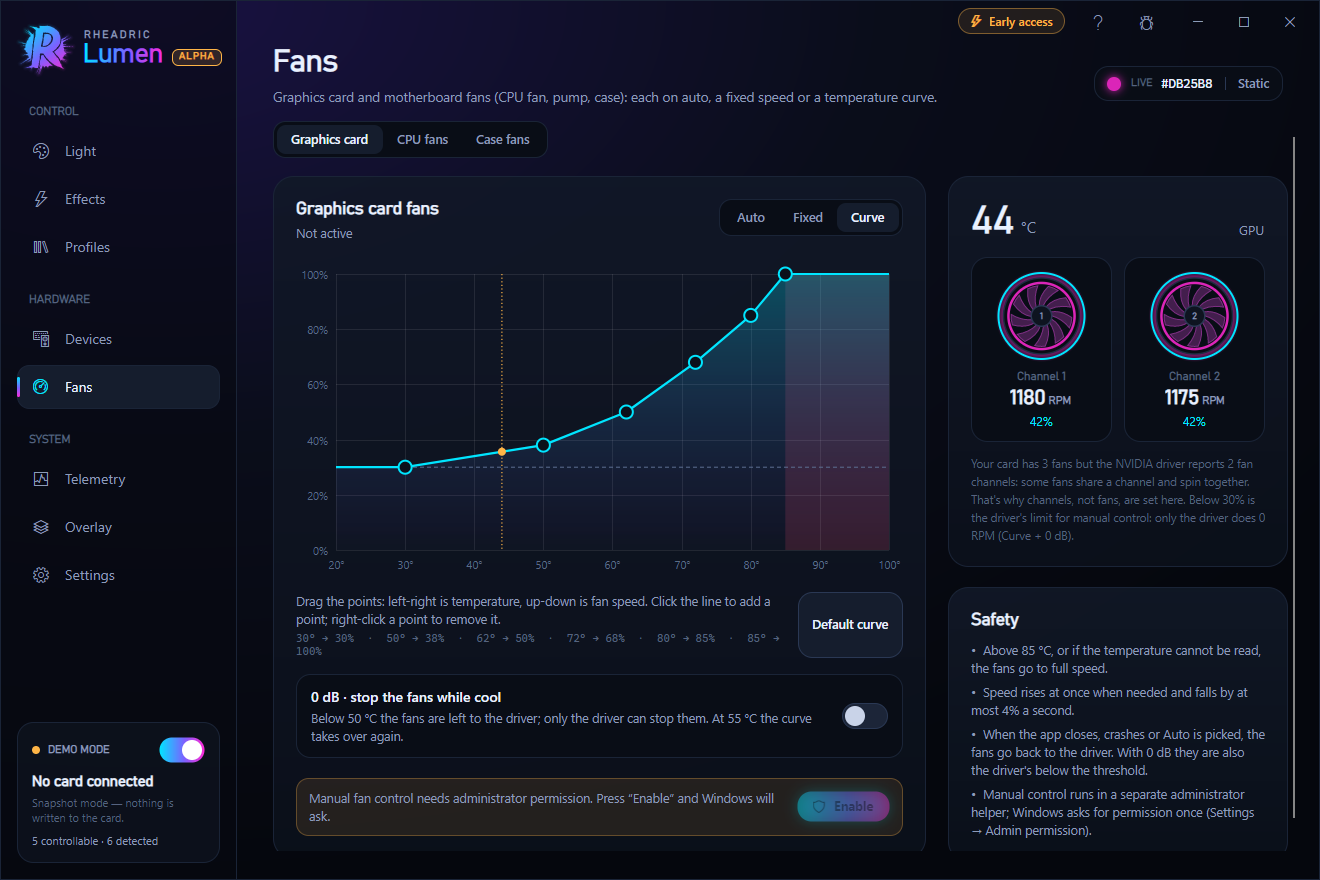 RHEADRIC
Lumen ALPHA
CONTROL
Light
Effects
Profiles
HARDWARE
Devices
Fans
SYSTEM
Telemetry
Overlay
Settings
DEMO MODE
No card connected
Snapshot mode — nothing is
written to the card.
5 controllable · 6 detected
Early access
Fans
Graphics card and motherboard fans (CPU fan, pump, case): each on auto, a fixed speed or a temperature curve.
LIVE #DB25B8 Static
Graphics card CPU fans Case fans
Graphics card fans
Not active
Auto Fixed Curve
100%
80%
60%
40%
20%
0%
20° 30° 40° 50° 60° 70° 80° 90° 100°
Drag the points: left-right is temperature, up-down is fan speed. Click the line to add a
point; right-click a point to remove it.
30° → 30% · 50° → 38% · 62° → 50% · 72° → 68% · 80° → 85% · 85° →
100%
Default curve
0 dB · stop the fans while cool
Below 50 °C the fans are left to the driver; only the driver can stop them. At 55 °C the curve
takes over again.
Manual fan control needs administrator permission. Press “Enable” and Windows will
ask.
Enable
44 °C
GPU
1
Channel 1
1180 RPM
42%
2
Channel 2
1175 RPM
42%
Your card has 3 fans but the NVIDIA driver reports 2 fan
channels: some fans share a channel and spin together.
That's why channels, not fans, are set here. Below 30% is
the driver's limit for manual control: only the driver does 0
RPM (Curve + 0 dB).
Safety
• Above 85 °C, or if the temperature cannot be read,
the fans go to full speed.
• Speed rises at once when needed and falls by at
most 4% a second.
• When the app closes, crashes or Auto is picked, the
fans go back to the driver. With 0 dB they are also
the driver's below the threshold.
• Manual control runs in a separate administrator
helper; Windows asks for permission once (Settings
→ Admin permission).